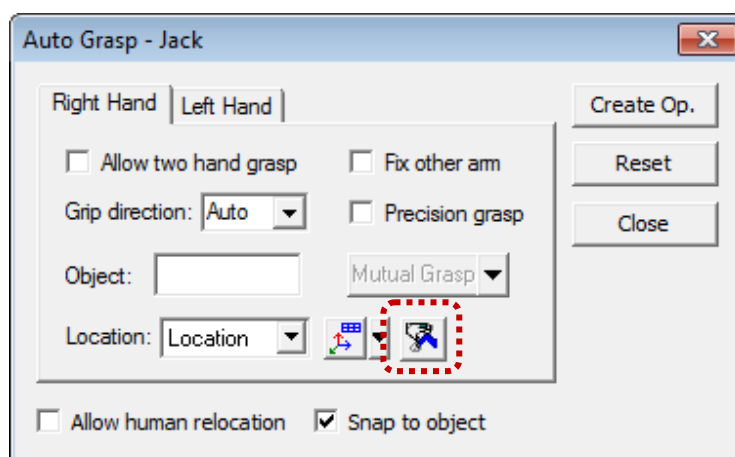 Auto Grasp - Jack
Right Hand Left Hand
Create Op.
Allow two hand grasp Fix other arm
Reset
Grip direction: Auto Precision grasp
Close
Object: Mutual Grasp
Location: Location
Allow human relocation Snap to object